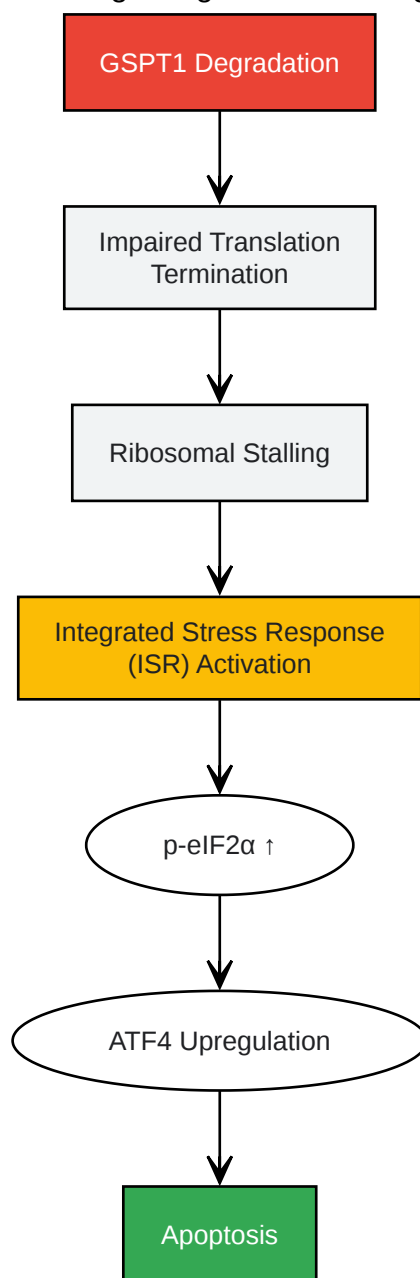 GSPT1 Degradation
Impaired Translation
Termination
Ribosomal Stalling
Integrated Stress Response
(ISR) Activation
p-eIF2α ↑
ATF4 Upregulation
Apoptosis